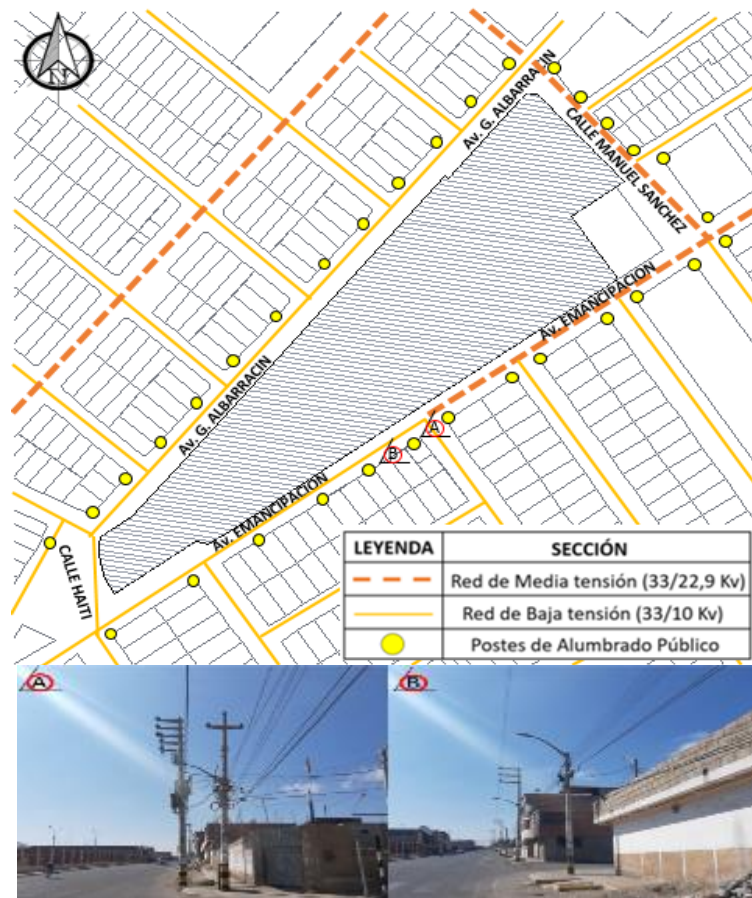 N
Av. G. ALBARRACIN
CALLE MANUEL SANCHEZ
Av. EMANCIPACION
Av. G. ALBARRACIN
A
B
Av. EMANCIPACION
CALLE HAITI
LEYENDA SECCIÓN
Red de Media tensión (33/22,9 Kv)
Red de Baja tensión (33/10 Kv)
Postes de Alumbrado Público
A
B